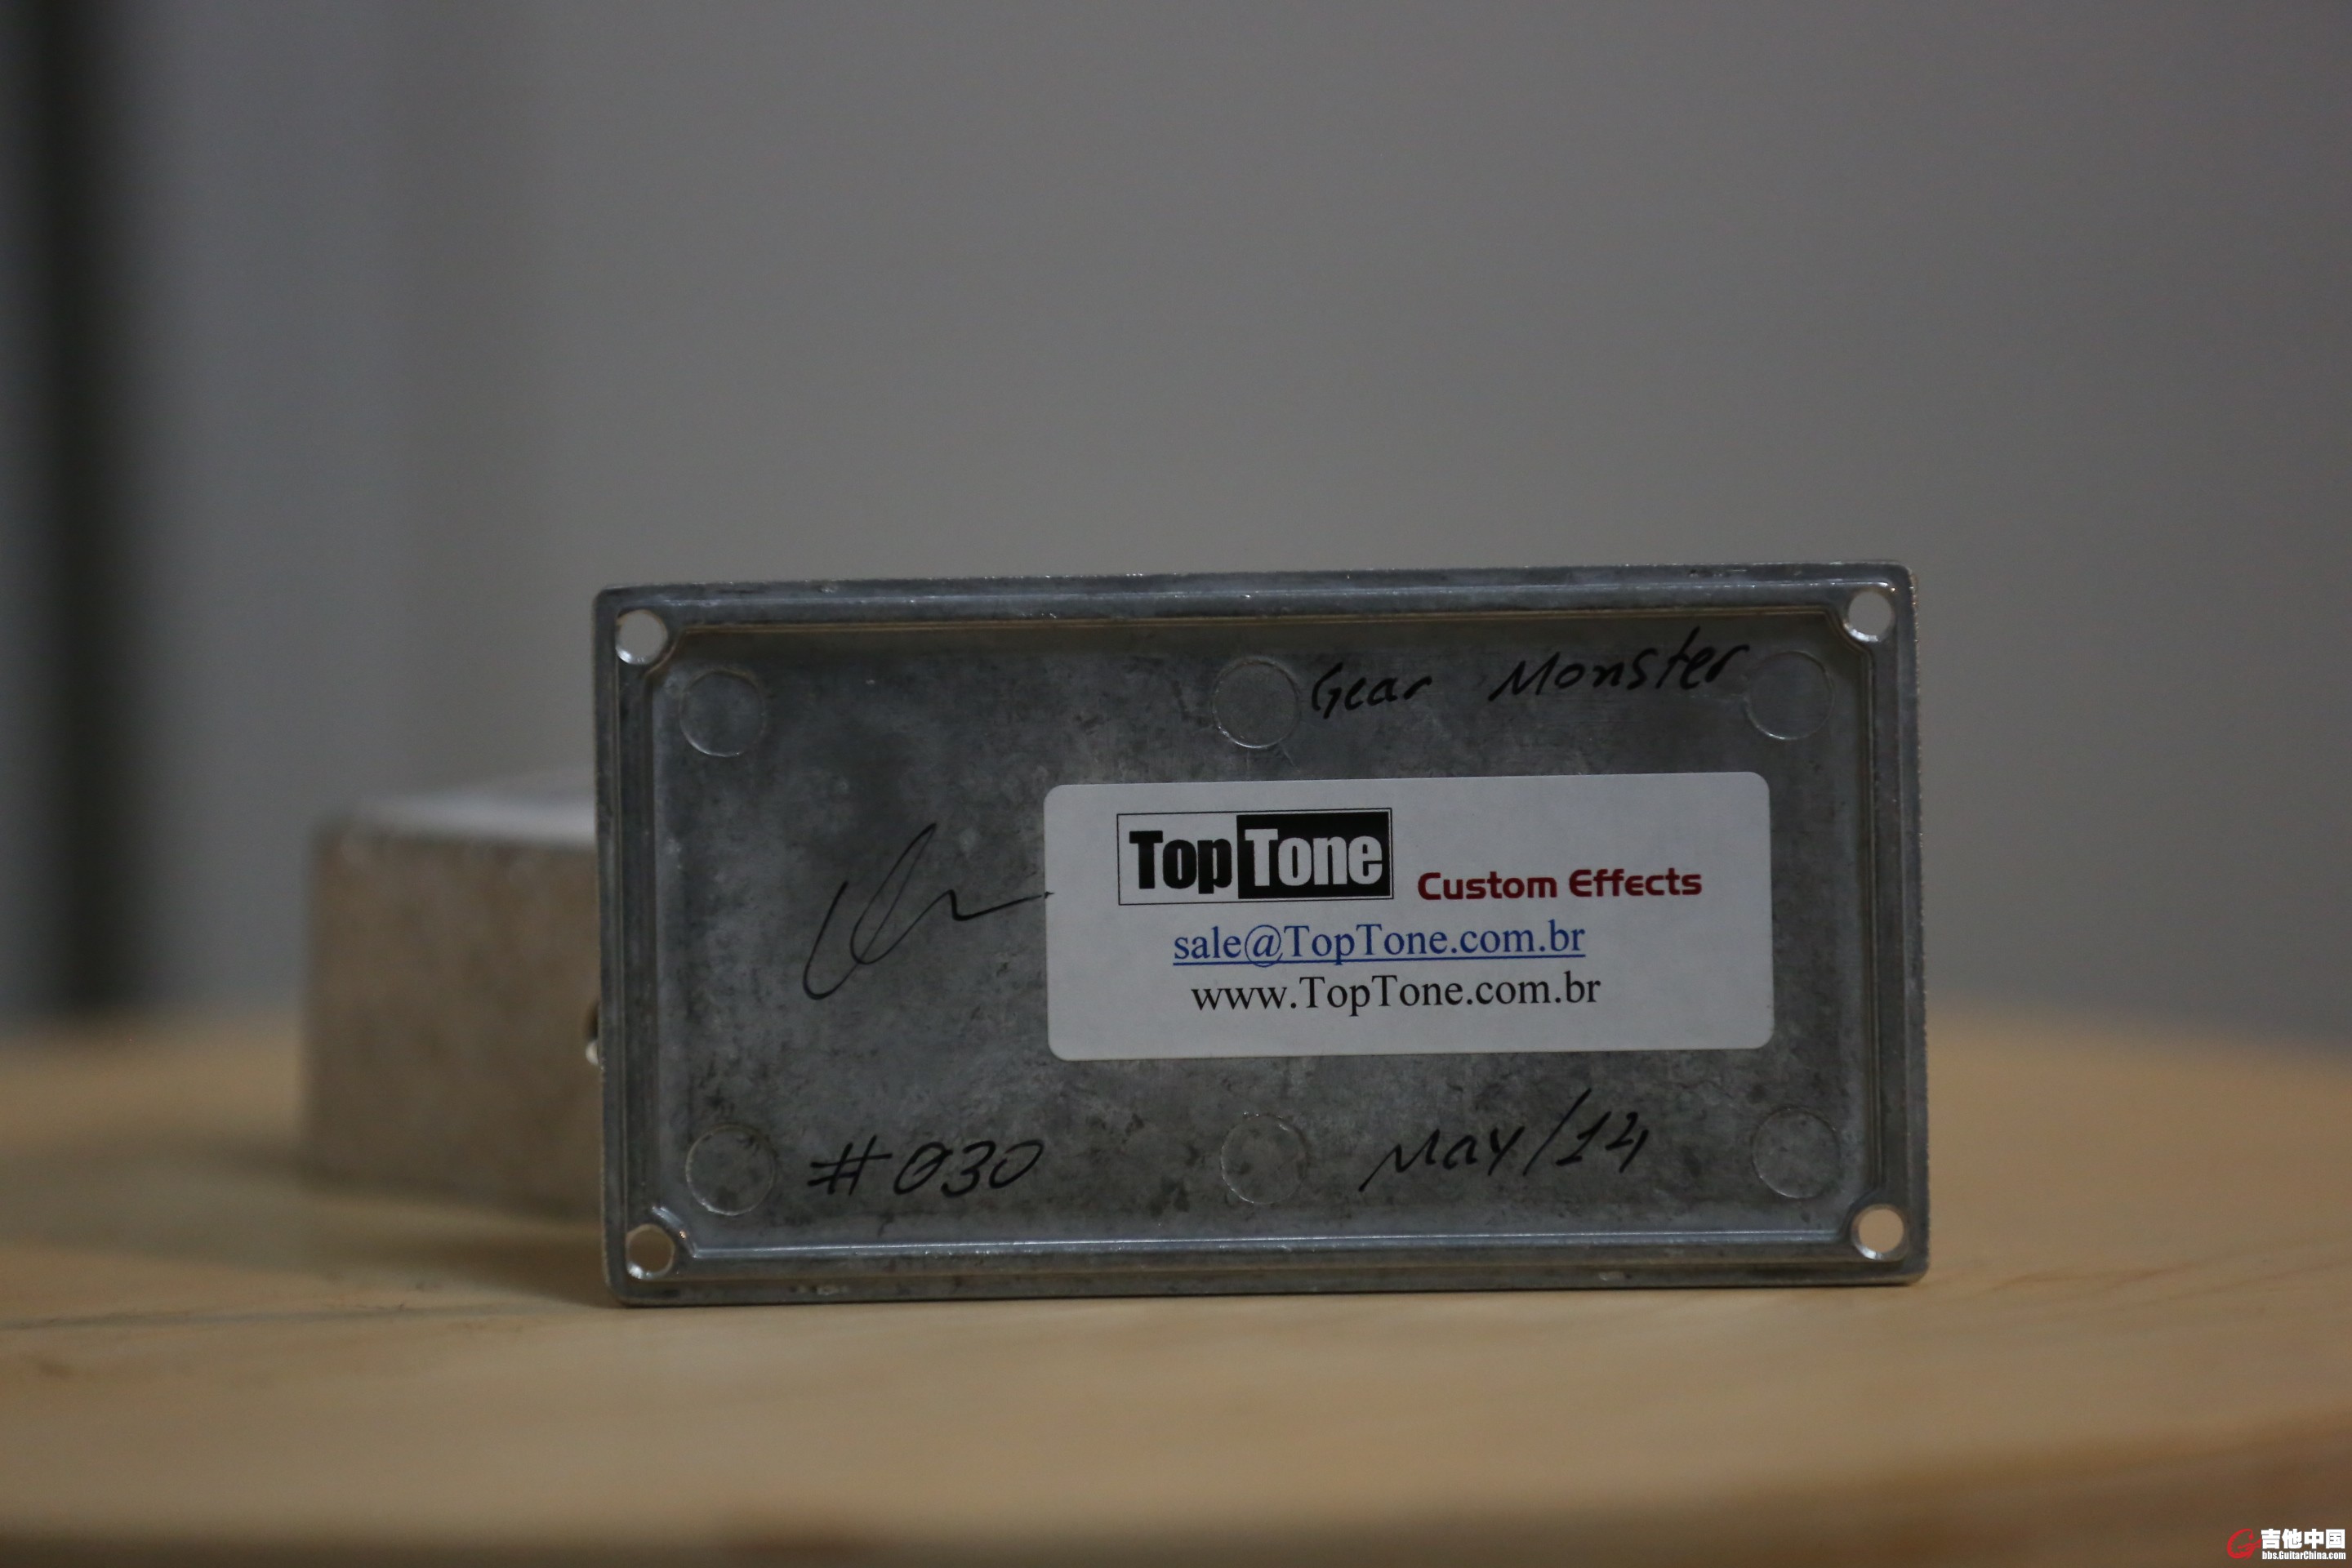 Gear Monster
TopTone Custom Effects
sale@TopTone.com.br
www.TopTone.com.br
#030
May/14
吉他中国
bbs.GuitarChina.com